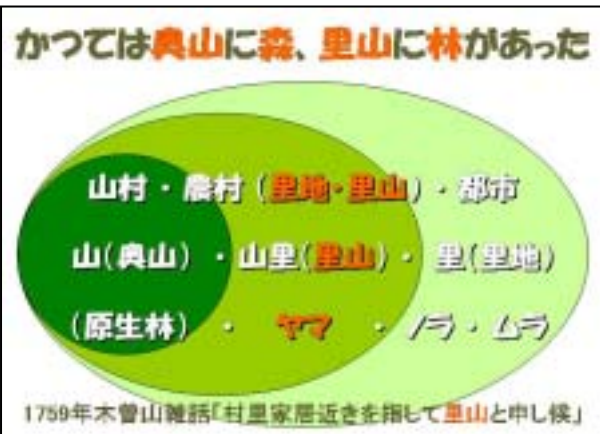 かつては奥山に森、里山に林があった
山村・農村（里地・里山）・都市
山（奥山）・山里（里山）・里（里地）
（原生林）・ヤマ・ノラ・ムラ
1759年木曽山雑話「村里家居近きを指して里山と申し候」